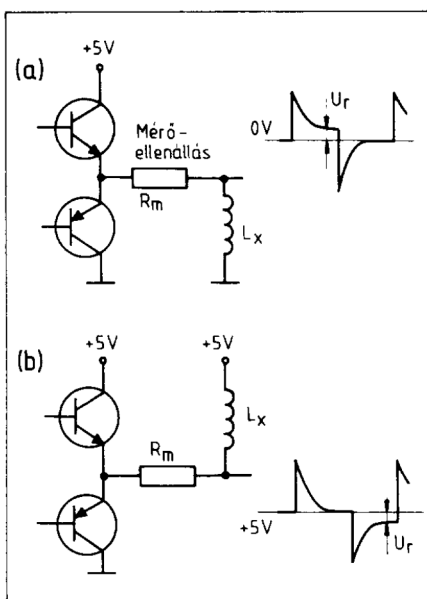 (a)
+5V
Mérő-
ellenállás
Rm
Lx
0V
Ur
(b)
+5V
+5V
Lx
Rm
+5V
Ur